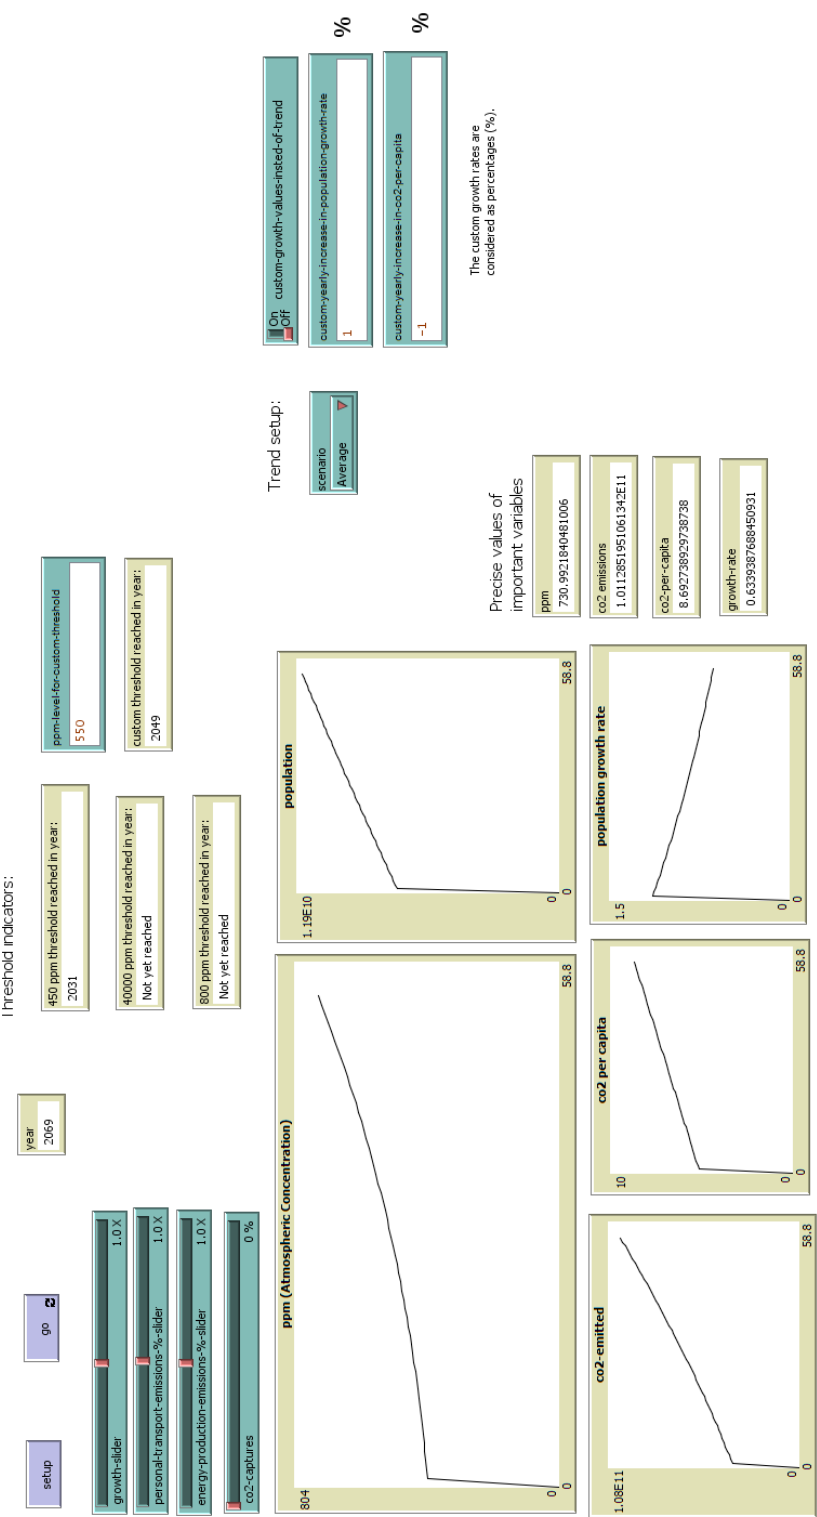 setup
go
year
2069
Threshold indicators:
growth-slider
1.0 X
personal-transport-emissions-%-slider
1.0 X
energy-production-emissions-%-slider
1.0 X
co2-captures
0 %
450 ppm threshold reached in year:
2031
40000 ppm threshold reached in year:
Not yet reached
800 ppm threshold reached in year:
Not yet reached
ppm-level-for-custom-threshold
550
custom threshold reached in year:
2049
Trend setup:
scenario
Average
On
Off
custom-growth-values-insted-of-trend
custom-yearly-increase-in-population-growth-rate
1
%
custom-yearly-increase-in-co2-per-capita
-1
%
The custom growth rates are
considered as percentages (%).
ppm (Atmospheric Concentration)
804
0
0
58.8
population
1.19E10
0
0
58.8
Precise values of
important variables
ppm
730.9921840481006
co2 emissions
1.0112851951061342E11
co2-per-capita
8.692738929738738
growth-rate
0.6339387688450931
co2-emitted
1.08E11
0
0
58.8
co2 per capita
10
0
0
58.8
population growth rate
1.5
0
0
58.8